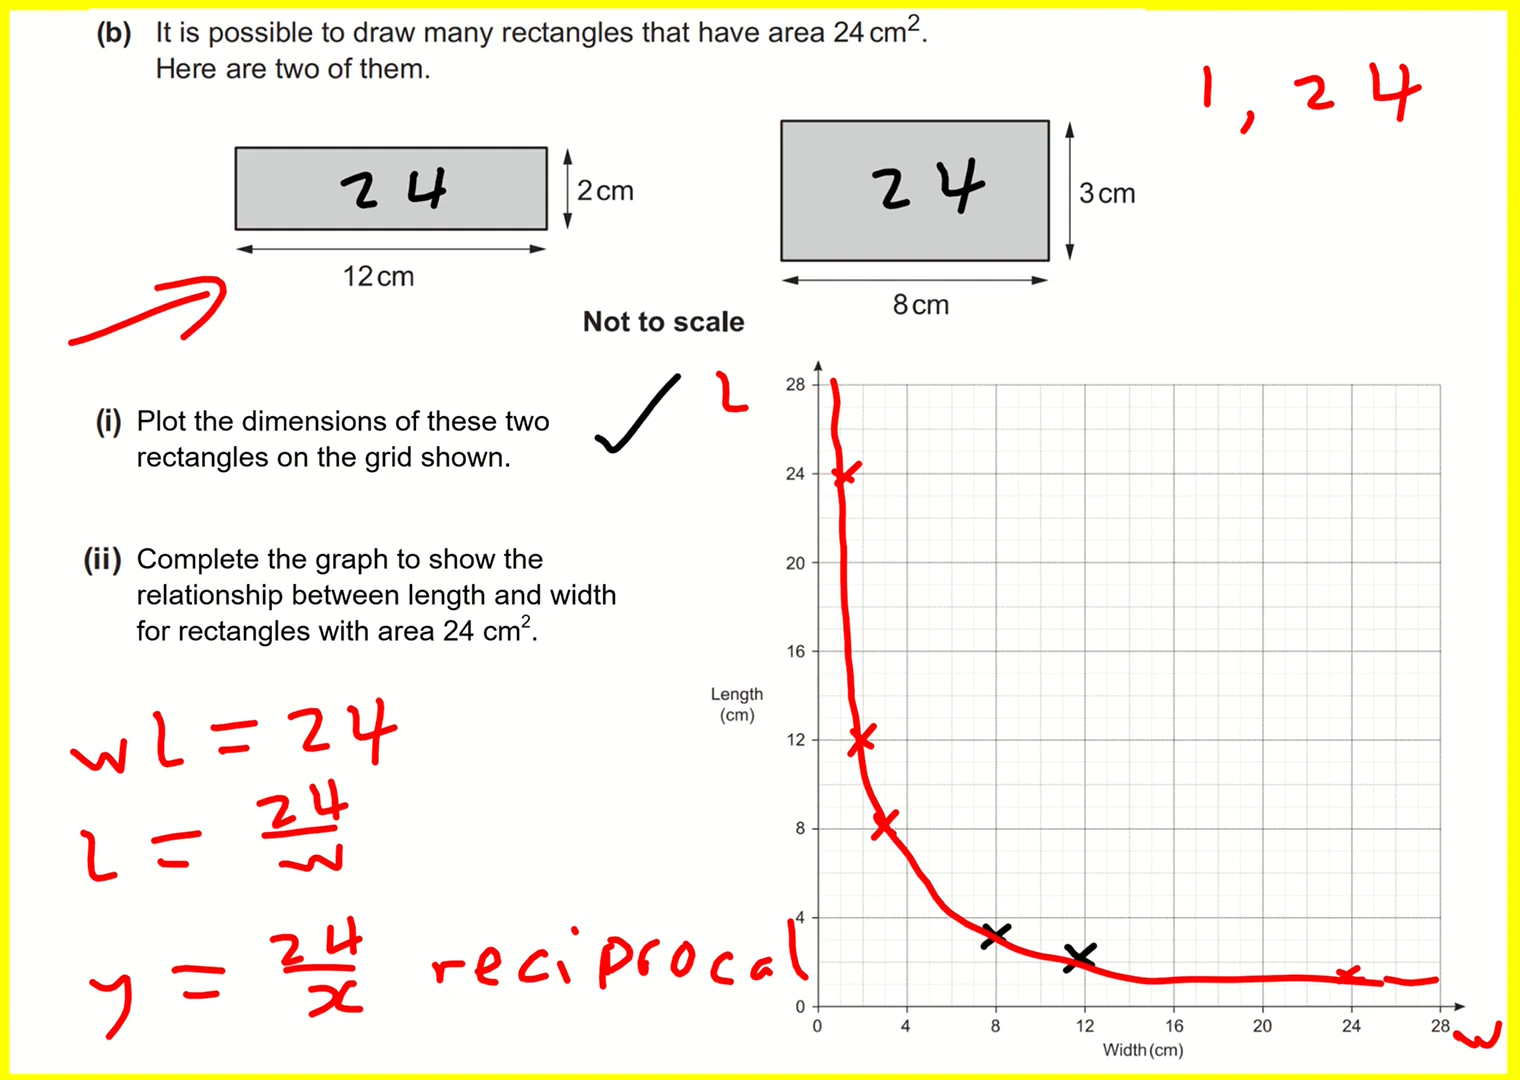 (b) It is possible to draw many rectangles that have area 24 cm².
Here are two of them.
1, 24
24
2 cm
12 cm
24
3 cm
8 cm
Not to scale
(i) Plot the dimensions of these two
rectangles on the grid shown.
L
(ii) Complete the graph to show the
relationship between length and width
for rectangles with area 24 cm².
wL = 24
L = 24/w
y = 24/x reciprocal
28
24
20
16
Length
(cm)
12
8
4
0
0 4 8 12 16 20 24 28
w
Width (cm)